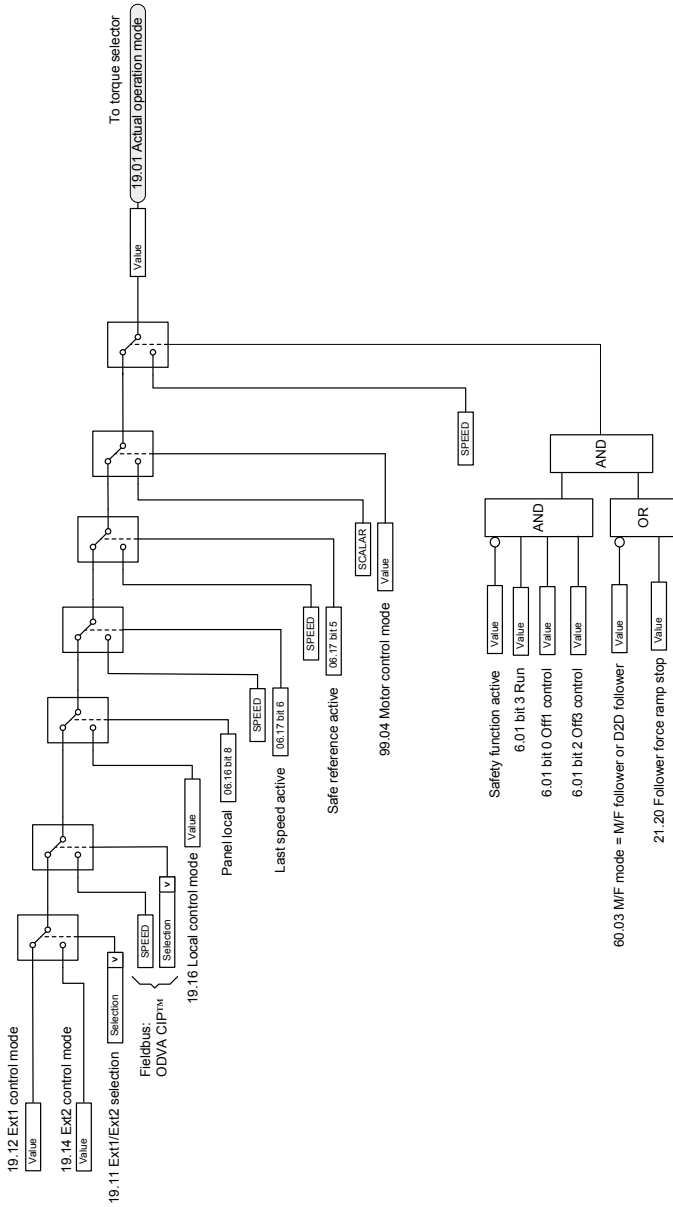 19.12 Ext1 control mode
Value
19.14 Ext2 control mode
Value
19.11 Ext1/Ext2 selection
Selection v
Fieldbus:
ODVA CIP™
SPEED
Selection v
19.16 Local control mode
Value
Panel local
06.16 bit 8
SPEED
Last speed active
06.17 bit 6
SPEED
Safe reference active
06.17 bit 5
SCALAR
99.04 Motor control mode
Value
SPEED
Safety function active
Value
6.01 bit 3 Run
Value
6.01 bit 0 Off1 control
Value
6.01 bit 2 Off3 control
Value
AND
60.03 M/F mode = M/F follower or D2D follower
Value
21.20 Follower force ramp stop
Value
OR
AND
To torque selector
Value
19.01 Actual operation mode